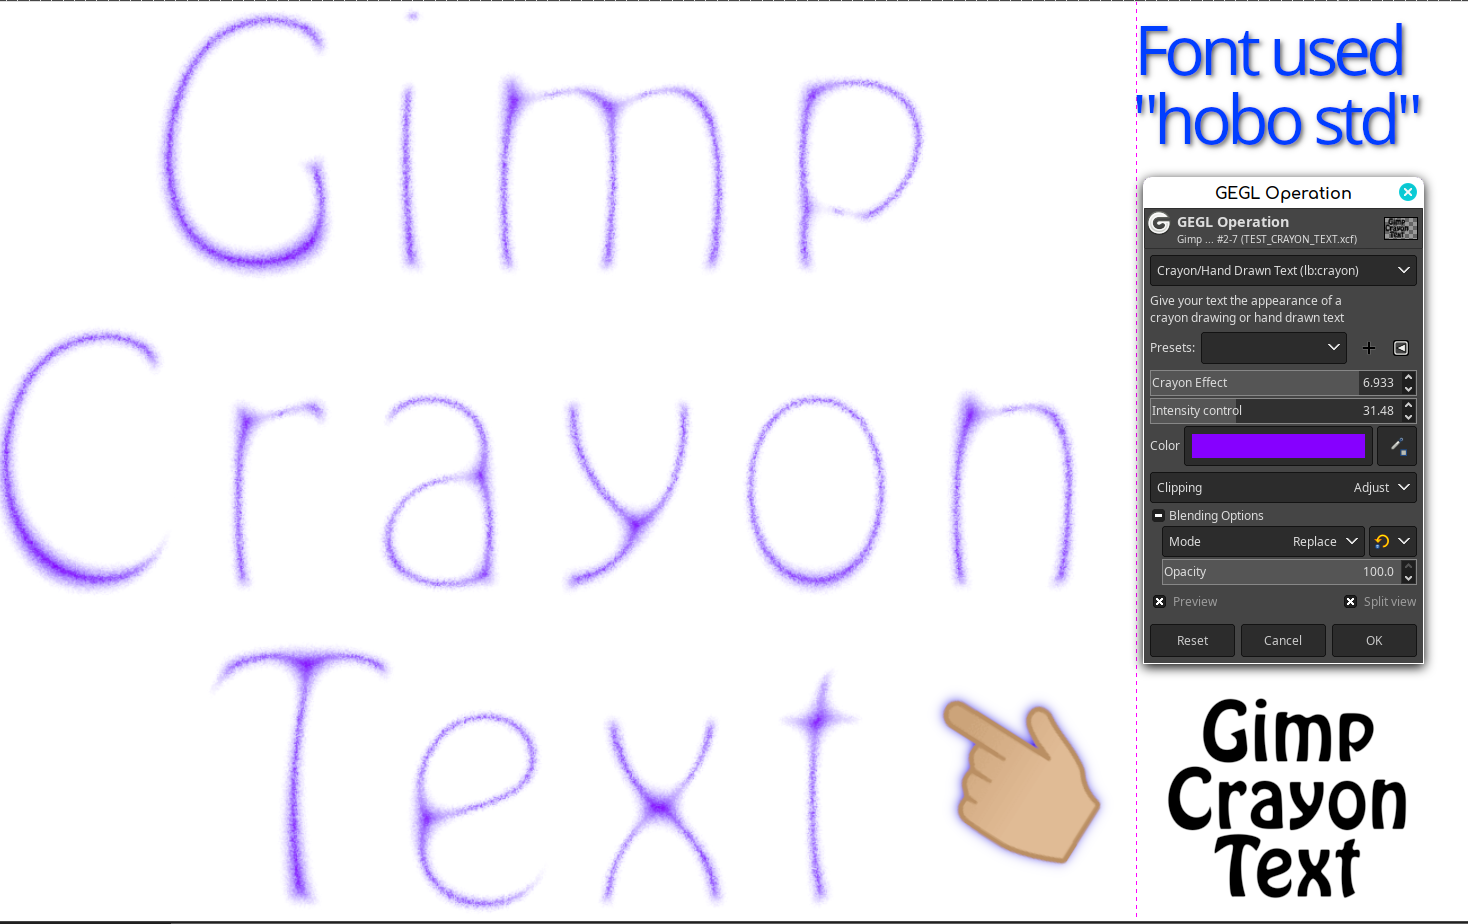 Gimp
Crayon
Text
Font used
"hobo std"
GEGL Operation
GEGL Operation
Gimp ... #2-7 (TEST_CRAYON_TEXT.xcf)
Gimp
Crayon
Text
Crayon/Hand Drawn Text (lb:crayon)
Give your text the appearance of a
crayon drawing or hand drawn text
Presets:
Crayon Effect 6.933
Intensity control 31.48
Color
Clipping Adjust
Blending Options
Mode Replace
Opacity 100.0
Preview Split view
Reset Cancel OK
Gimp
Crayon
Text